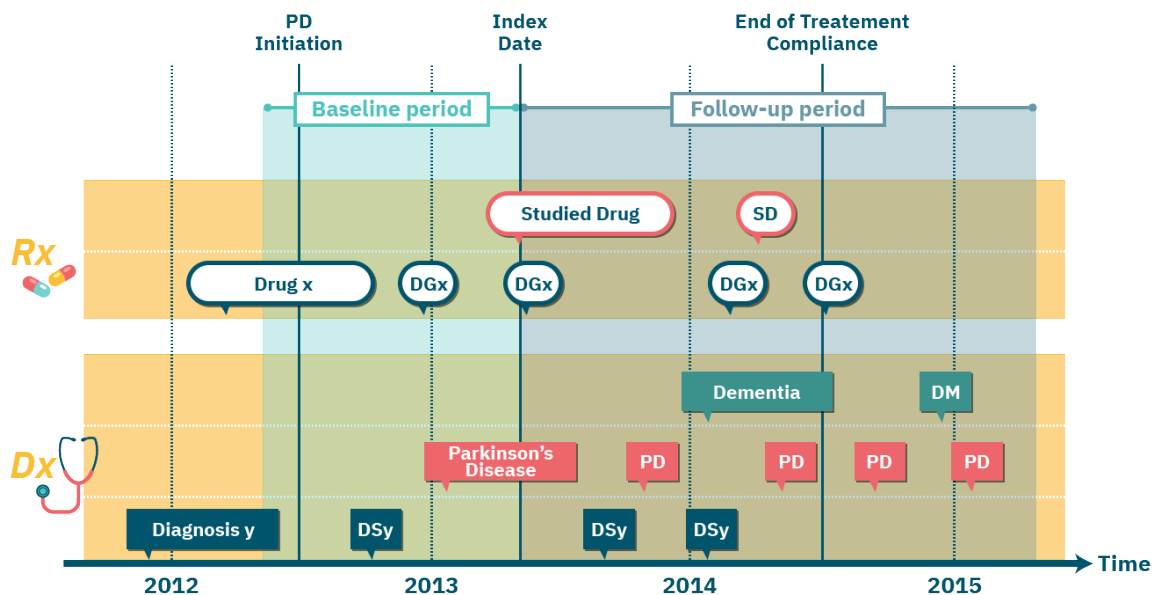 PD
Initiation
Index
Date
End of Treatement
Compliance
Baseline period
Follow-up period
Rx
Studied Drug
SD
Drug x
DGx
DGx
DGx
DGx
Dx
Dementia
DM
Parkinson's
Disease
PD
PD
PD
PD
Diagnosis y
DSy
DSy
DSy
Time
2012
2013
2014
2015